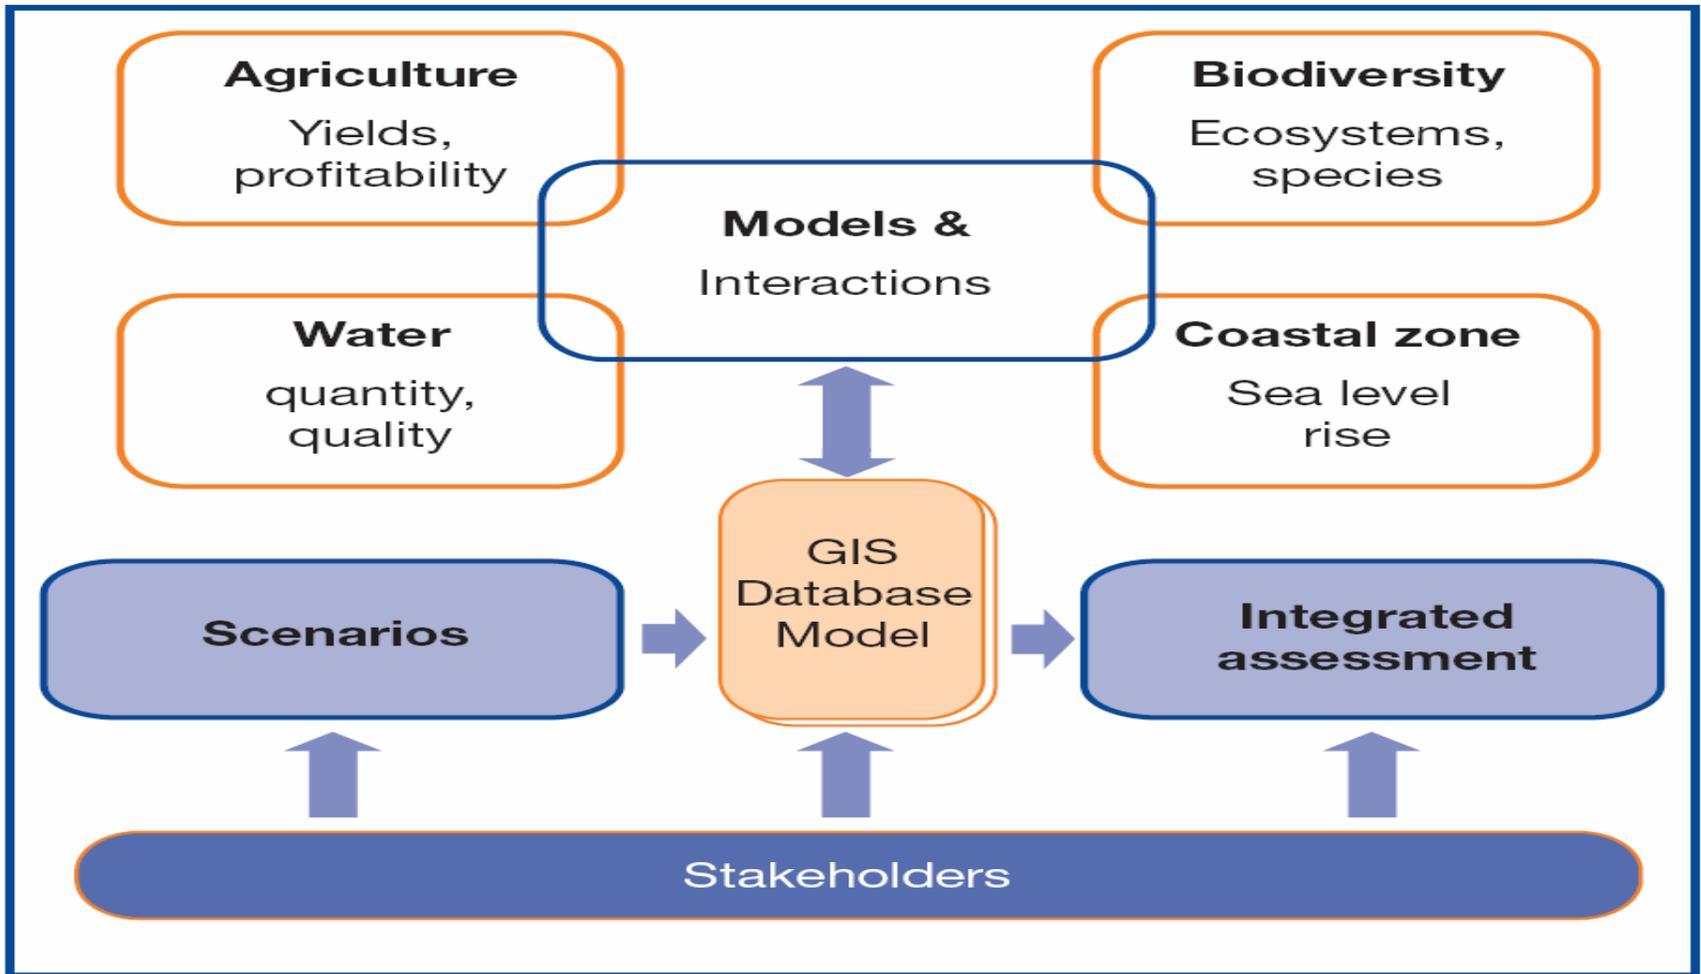 Agriculture
Yields,
profitability
Biodiversity
Ecosystems,
species
Models &
Interactions
Water
quantity,
quality
Coastal zone
Sea level
rise
Scenarios
GIS
Database
Model
Integrated
assessment
Stakeholders